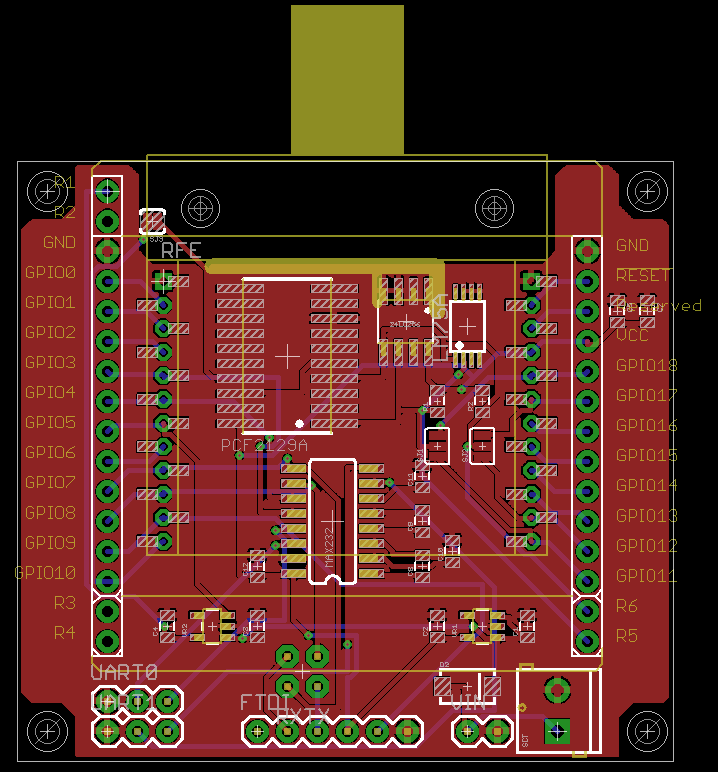 R1
R2
GND
GPIO0
GPIO1
GPIO2
GPIO3
GPIO4
GPIO5
GPIO6
GPIO7
GPIO8
GPIO9
GPIO10
R3
R4
SJ3
RFE
PCF2129A
24LC256
LM75A
MAX232
GND
RESET
VCC
GPIO18
GPIO17
GPIO16
GPIO15
GPIO14
GPIO13
GPIO12
GPIO11
R6
R5
UART0
UART1
FTDI
RXTX
VIN